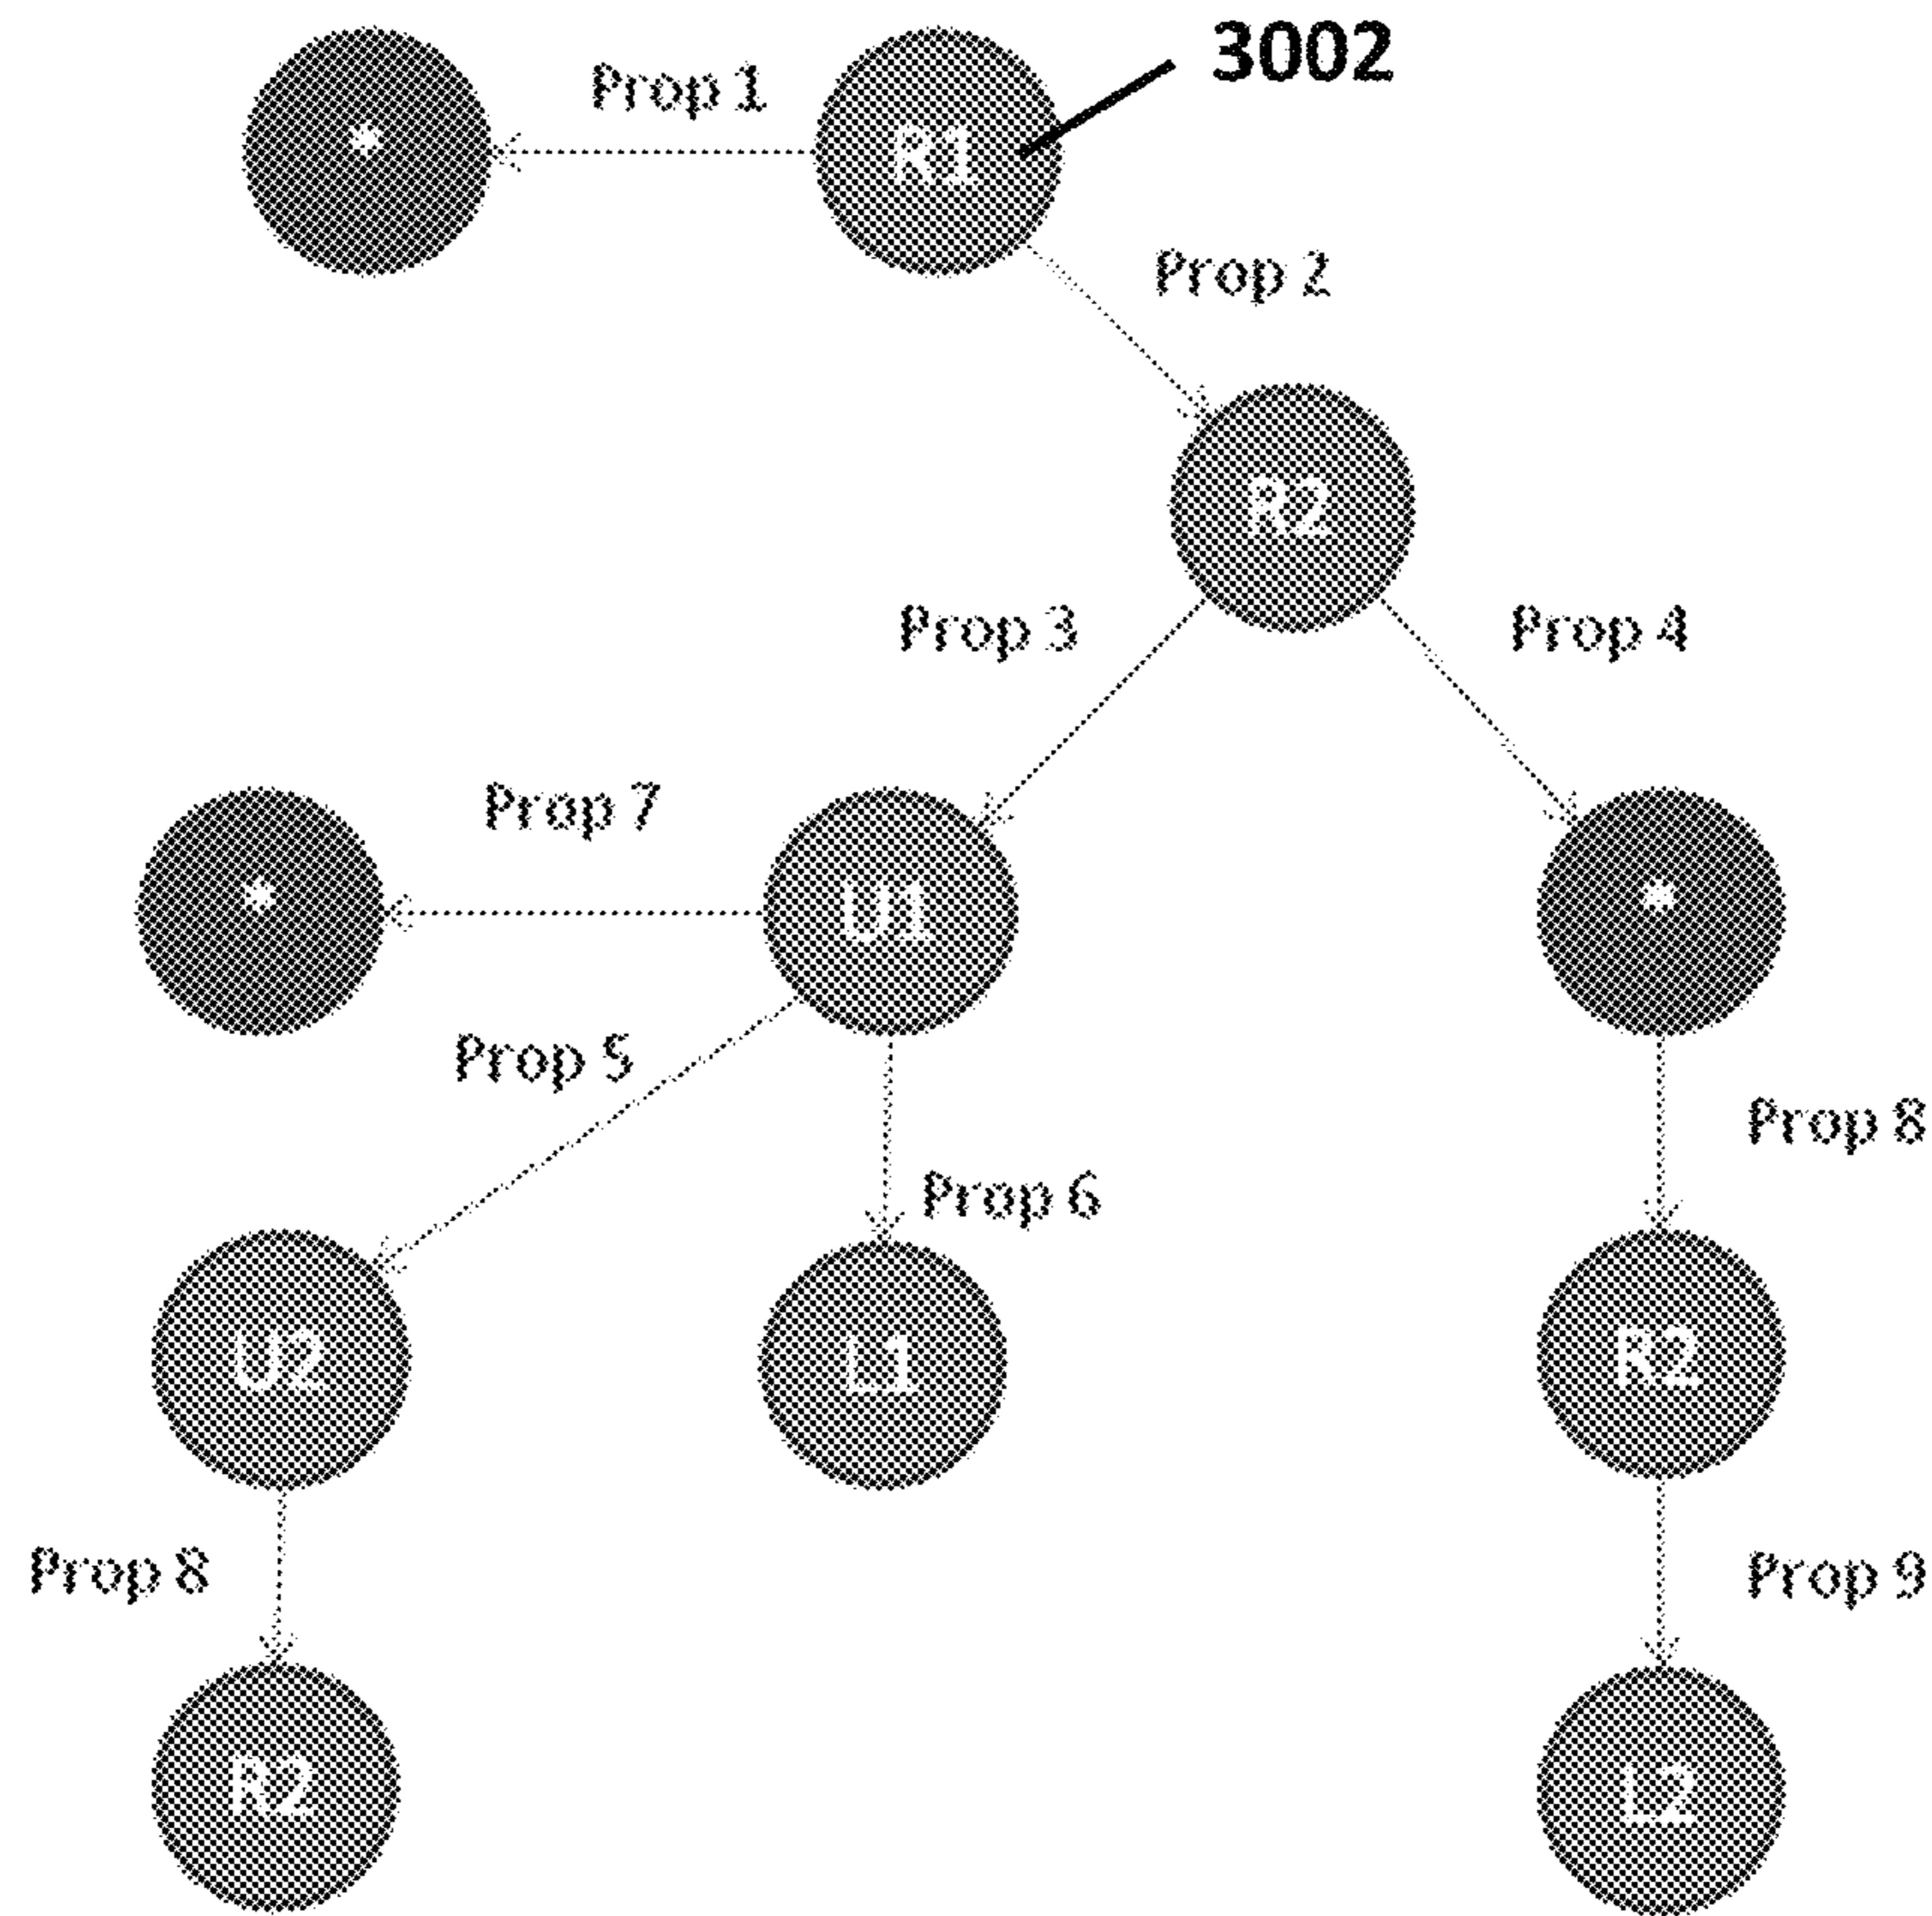 3002
Prop 1
*
R1
Prop 2
R2
Prop 3
Prop 4
Prop 7
*
U1
*
Prop 5
Prop 8
Prop 6
U2
L1
R2
Prop 8
Prop 9
R2
L2